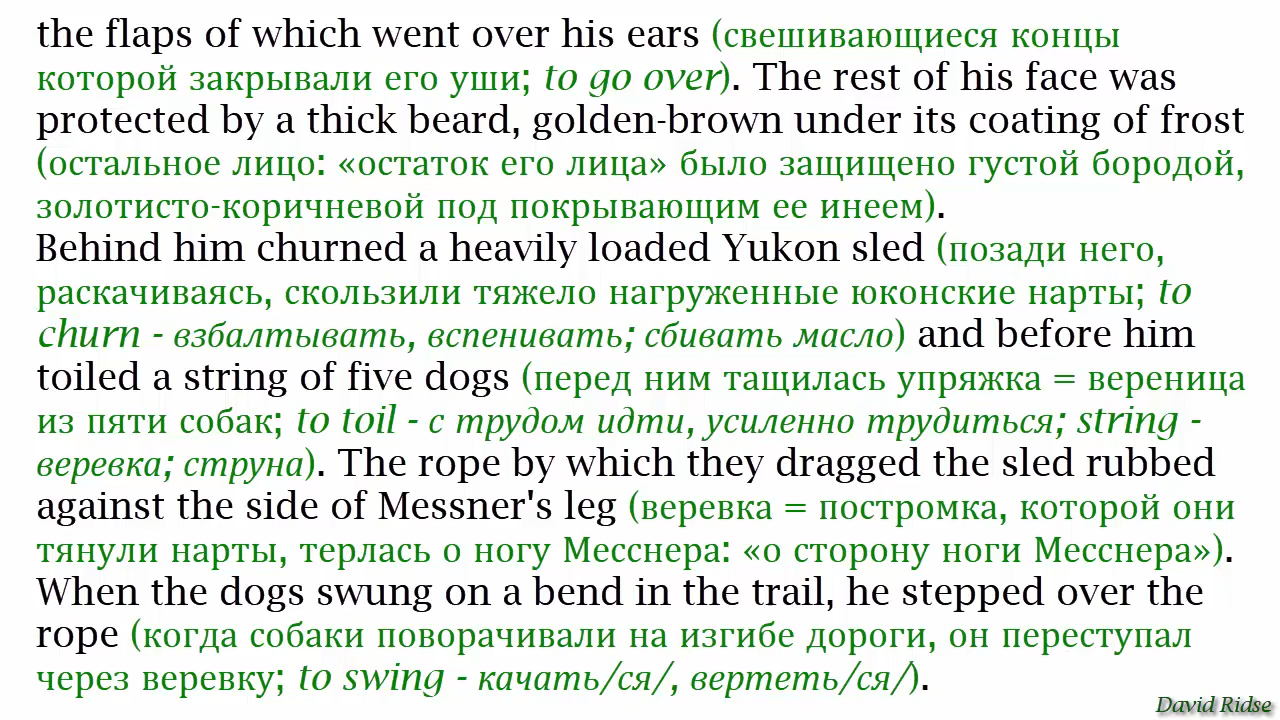 the flaps of which went over his ears (свешивающиеся концы
которой закрывали его уши; to go over). The rest of his face was
protected by a thick beard, golden-brown under its coating of frost
(остальное лицо: «остаток его лица» было защищено густой бородой,
золотисто-коричневой под покрывающим ее инеем).
Behind him churned a heavily loaded Yukon sled (позади него,
раскачиваясь, скользили тяжело нагруженные юконские нарты; to
churn - взбалтывать, вспенивать; сбивать масло) and before him
toiled a string of five dogs (перед ним тащилась упряжка = вереница
из пяти собак; to toil - с трудом идти, усиленно трудиться; string -
веревка; струна). The rope by which they dragged the sled rubbed
against the side of Messner's leg (веревка = постромка, которой они
тянули нарты, терлась о ногу Месснера: «о сторону ноги Месснера»).
When the dogs swung on a bend in the trail, he stepped over the
rope (когда собаки поворачивали на изгибе дороги, он переступал
через веревку; to swing - качать/ся/, вертеть/ся/).
David Ridse